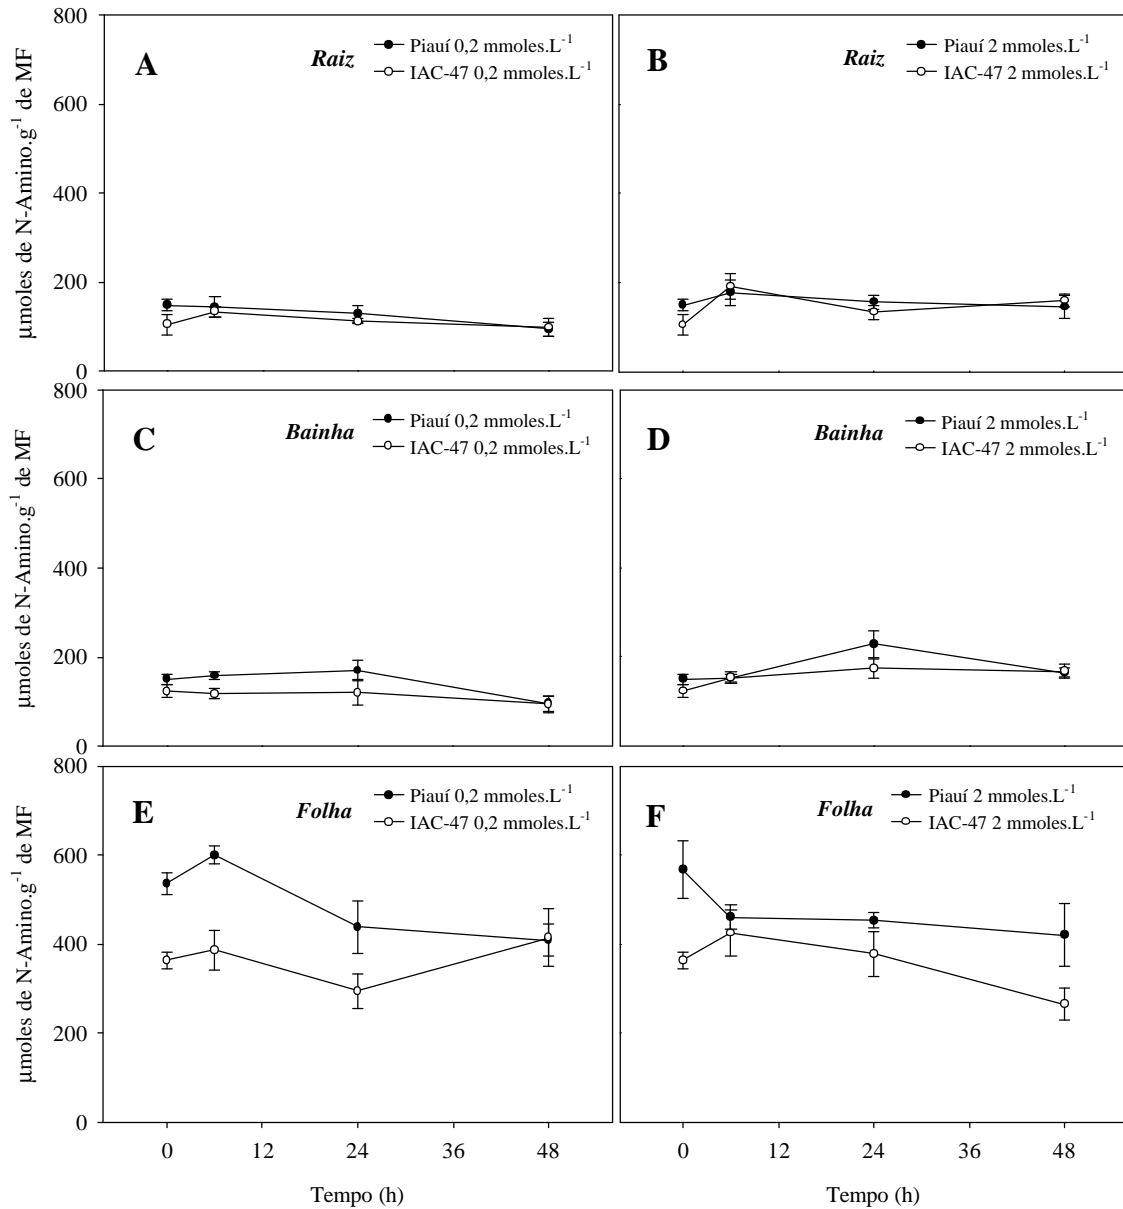 800
600
400
200
0
µmoles de N-Amino.g⁻¹ de MF
A
Raiz
Piauí 0,2 mmoles.L⁻¹
IAC-47 0,2 mmoles.L⁻¹
B
Raiz
Piauí 2 mmoles.L⁻¹
IAC-47 2 mmoles.L⁻¹
800
600
400
200
0
µmoles de N-Amino.g⁻¹ de MF
C
Bainha
Piauí 0,2 mmoles.L⁻¹
IAC-47 0,2 mmoles.L⁻¹
D
Bainha
Piauí 2 mmoles.L⁻¹
IAC-47 2 mmoles.L⁻¹
800
600
400
200
0
µmoles de N-Amino.g⁻¹ de MF
E
Folha
Piauí 0,2 mmoles.L⁻¹
IAC-47 0,2 mmoles.L⁻¹
F
Folha
Piauí 2 mmoles.L⁻¹
IAC-47 2 mmoles.L⁻¹
0 12 24 36 48
Tempo (h)
0 12 24 36 48
Tempo (h)